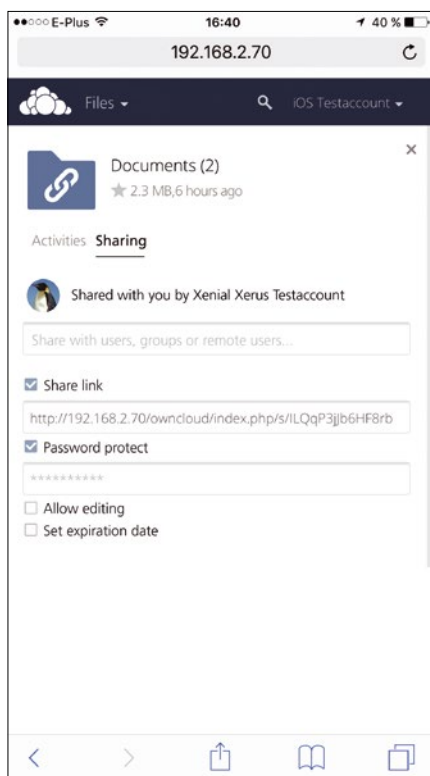 E-Plus 16:40 40 %
192.168.2.70
Files iOS Testaccount
Documents (2)
2.3 MB,6 hours ago
Activities Sharing
Shared with you by Xenial Xerus Testaccount
Share with users, groups or remote users...
Share link
http://192.168.2.70/owncloud/index.php/s/ILQqP3jJb6HF8rb
Password protect
**********
Allow editing
Set expiration date